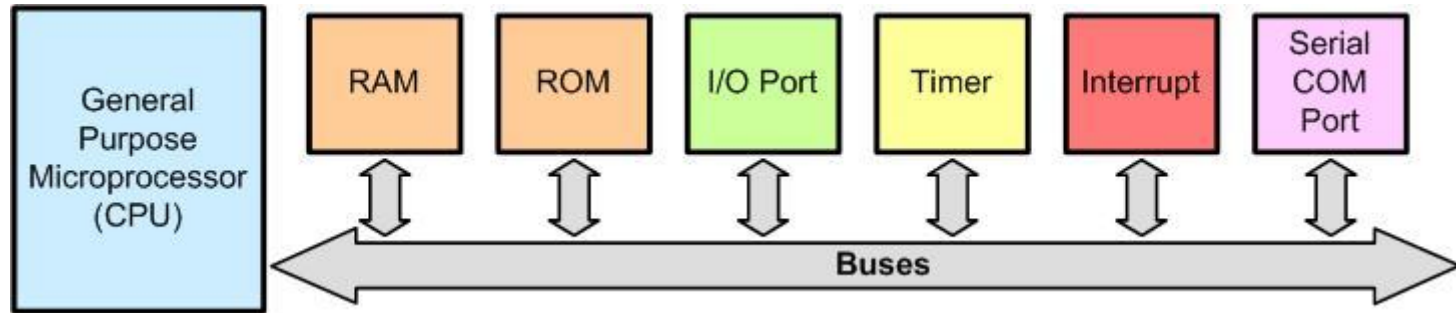 General
Purpose
Microprocessor
(CPU)
RAM
ROM
I/O Port
Timer
Interrupt
Serial
COM
Port
Buses